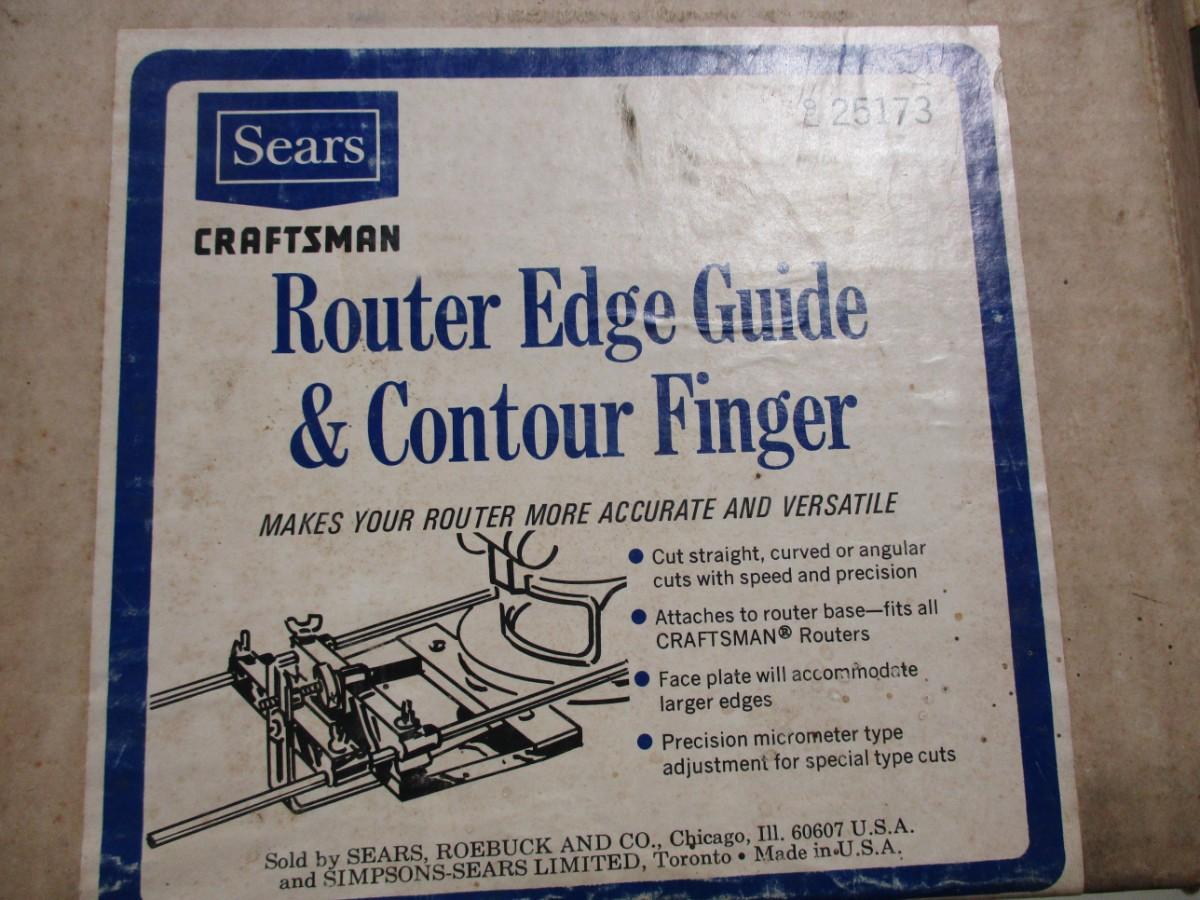 Sears
25173
CRAFTSMAN
Router Edge Guide
& Contour Finger
MAKES YOUR ROUTER MORE ACCURATE AND VERSATILE
● Cut straight, curved or angular
cuts with speed and precision
● Attaches to router base—fits all
CRAFTSMAN® Routers
● Face plate will accommodate
larger edges
● Precision micrometer type
adjustment for special type cuts
Sold by SEARS, ROEBUCK AND CO., Chicago, Ill. 60607 U.S.A.
and SIMPSONS-SEARS LIMITED, Toronto • Made in U.S.A.